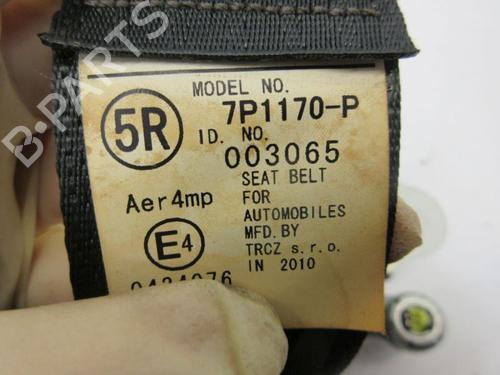 MODEL NO.
5R
7P1170-P
ID. NO.
003065
SEAT BELT
Aer4mp
FOR
AUTOMOBILES
E4
MFD. BY
TRCZ s.r.o.
IN 2010
B-PARTS